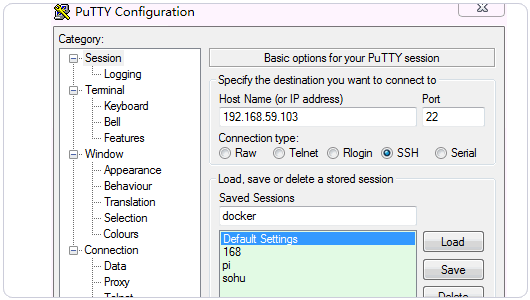 PuTTY Configuration
Category:
Session
Logging
Terminal
Keyboard
Bell
Features
Window
Appearance
Behaviour
Translation
Selection
Colours
Connection
Data
Proxy
Telnet
Basic options for your PuTTY session
Specify the destination you want to connect to
Host Name (or IP address) Port
192.168.59.103 22
Connection type:
Raw Telnet Rlogin SSH Serial
Load, save or delete a stored session
Saved Sessions
docker
Default Settings
168
pi
sohu
Load
Save
Delete